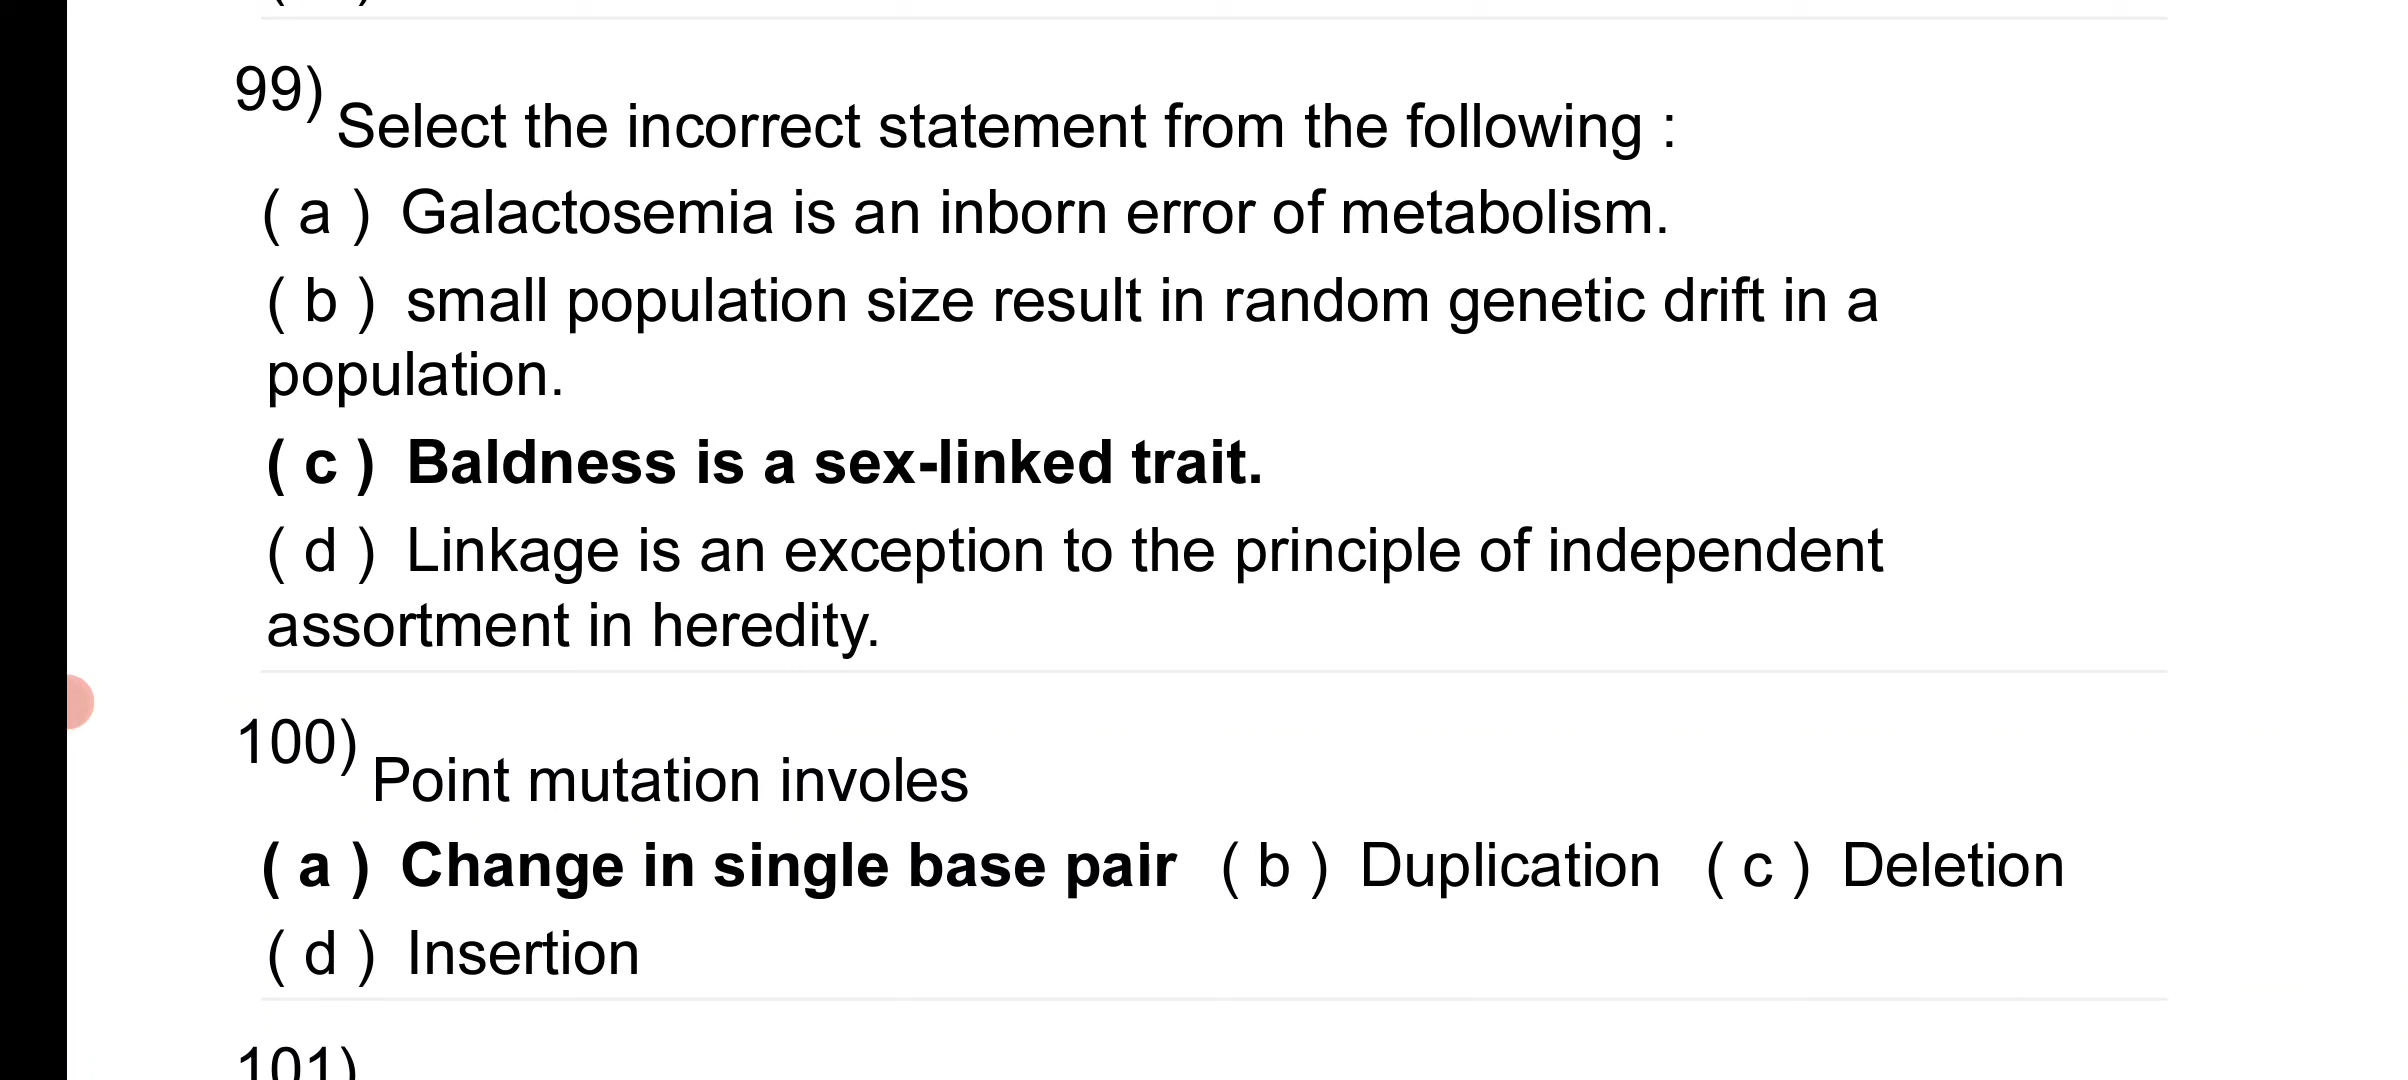 99)
Select the incorrect statement from the following :
( a ) Galactosemia is an inborn error of metabolism.
( b ) small population size result in random genetic drift in a
population.
( c ) Baldness is a sex-linked trait.
( d ) Linkage is an exception to the principle of independent
assortment in heredity.
100)
Point mutation involes
( a ) Change in single base pair ( b ) Duplication ( c ) Deletion
( d ) Insertion
101)